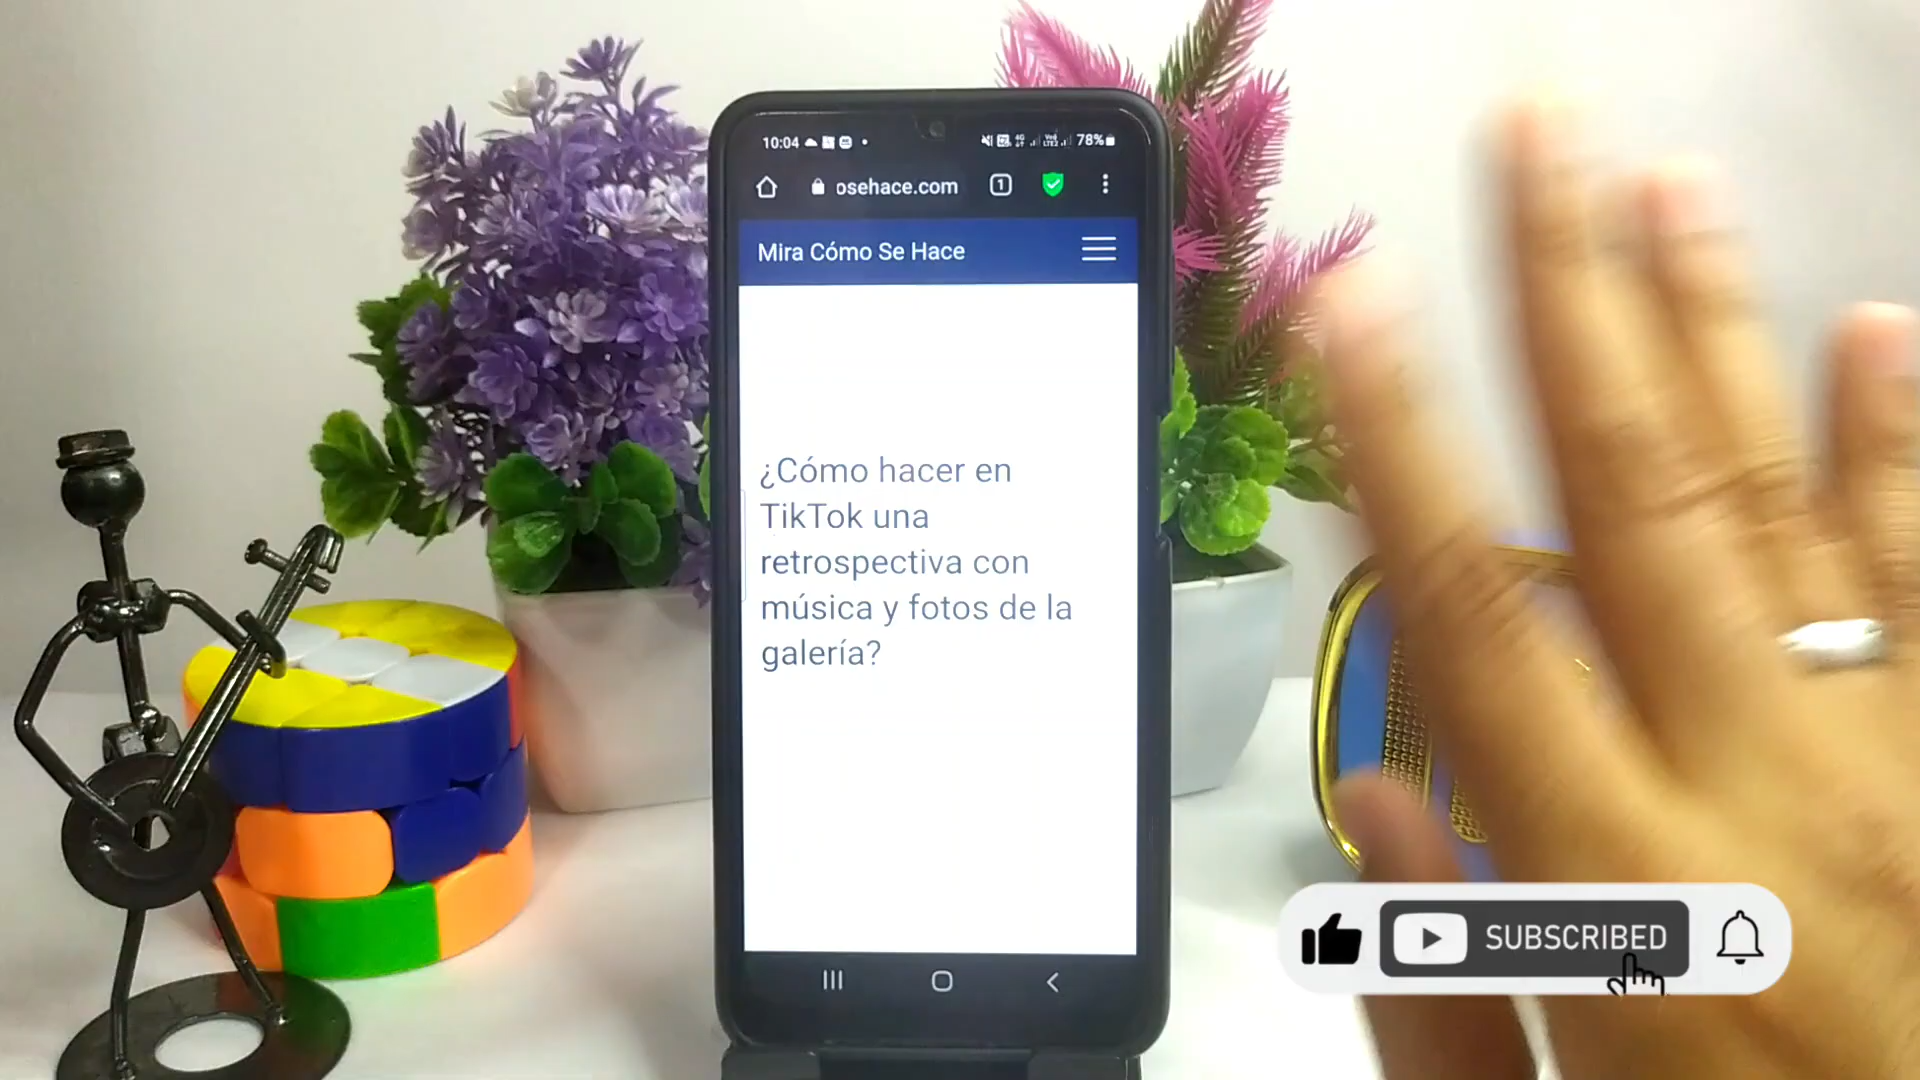 10:04
78%
osehace.com
1
Mira Cómo Se Hace
¿Cómo hacer en
TikTok una
retrospectiva con
música y fotos de la
galería?
SUBSCRIBED